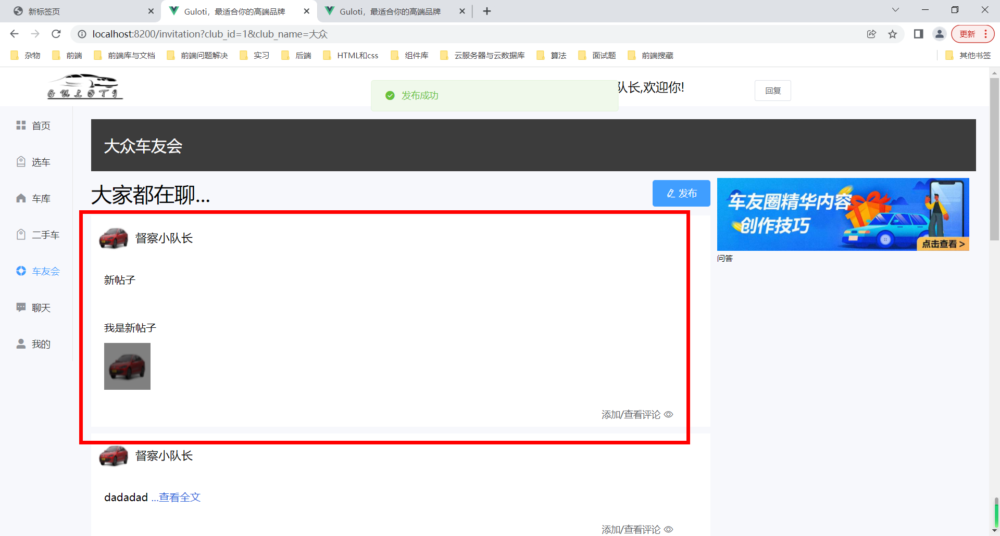 新标签页
Guloti，最适合你的高端品牌
Guloti，最适合你的高端品牌
localhost:8200/invitation?club_id=1&club_name=大众
更新
杂物
前端
前端库与文档
前端问题解决
实习
后端
HTML和css
组件库
云服务器与云数据库
算法
面试题
前端搜藏
其他书签
GULOTI
发布成功
队长,欢迎你!
回复
首页
选车
车库
二手车
车友会
聊天
我的
大众车友会
大家都在聊...
发布
车友圈精华内容
创作技巧
点击查看 >
问答
督察小队长
新帖子
我是新帖子
添加/查看评论
督察小队长
dadadad ...查看全文
添加/查看评论